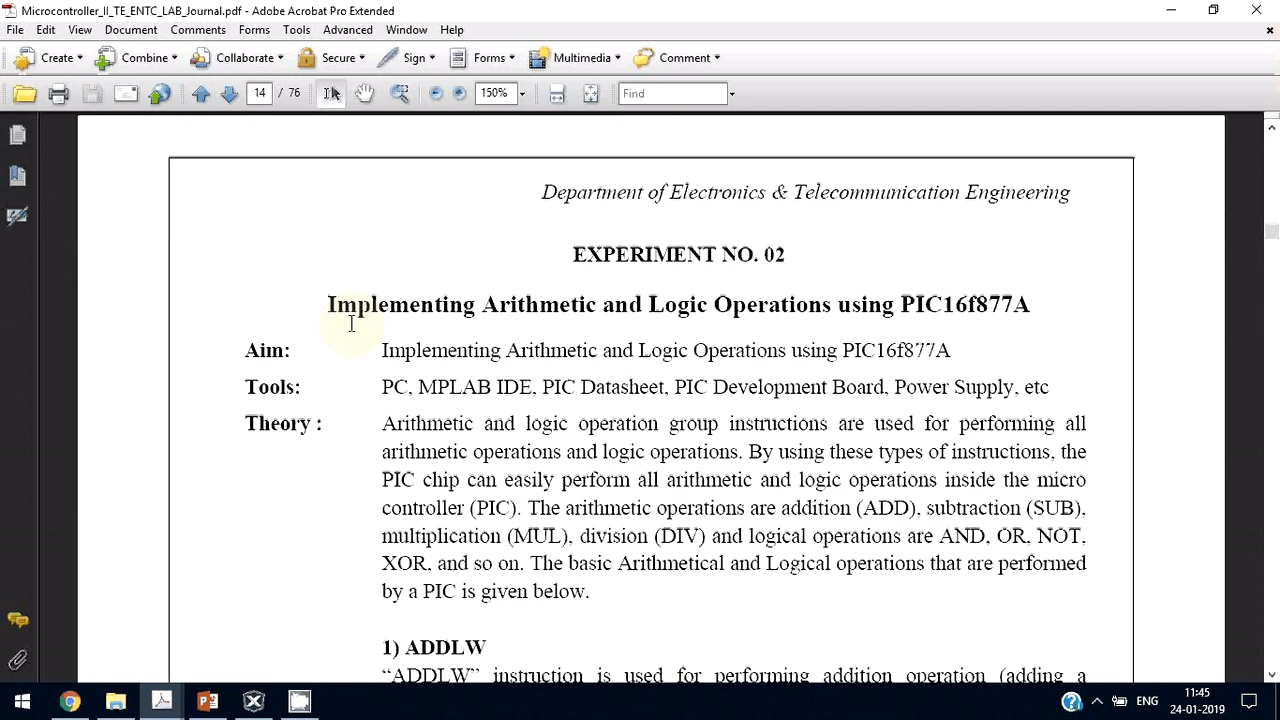 Microcontroller_II_TE_ENTC_LAB_Journal.pdf - Adobe Acrobat Pro Extended
File Edit View Document Comments Forms Tools Advanced Window Help
Create Combine Collaborate Secure Sign Forms Multimedia Comment
14 / 76 150% Find
Department of Electronics & Telecommunication Engineering
EXPERIMENT NO. 02
Implementing Arithmetic and Logic Operations using PIC16f877A
Aim: Implementing Arithmetic and Logic Operations using PIC16f877A
Tools: PC, MPLAB IDE, PIC Datasheet, PIC Development Board, Power Supply, etc
Theory : Arithmetic and logic operation group instructions are used for performing all
arithmetic operations and logic operations. By using these types of instructions, the
PIC chip can easily perform all arithmetic and logic operations inside the micro
controller (PIC). The arithmetic operations are addition (ADD), subtraction (SUB),
multiplication (MUL), division (DIV) and logical operations are AND, OR, NOT,
XOR, and so on. The basic Arithmetical and Logical operations that are performed
by a PIC is given below.
1) ADDLW
“ADDLW” instruction is used for performing addition operation (adding a
ENG
11:45
24-01-2019